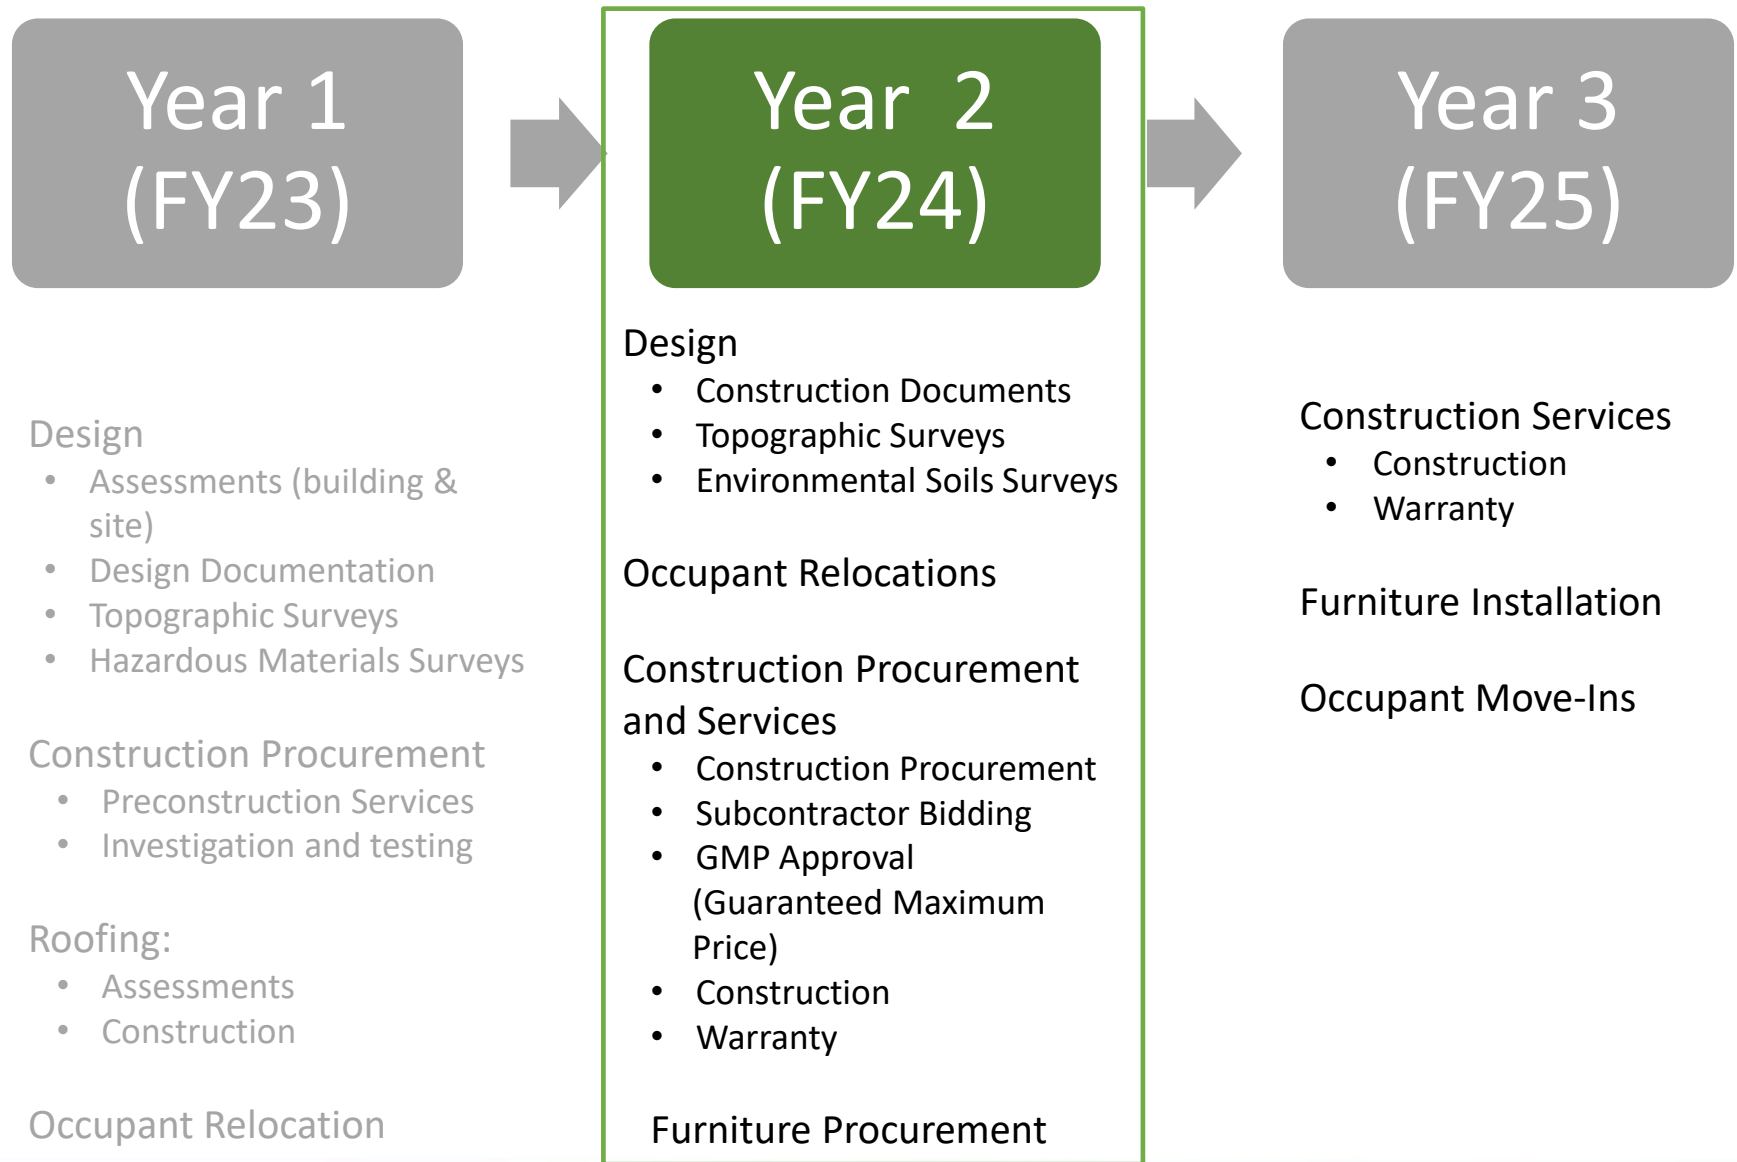 Year 1
(FY23)
Year 2
(FY24)
Year 3
(FY25)
Design
• Assessments (building &
site)
• Design Documentation
• Topographic Surveys
• Hazardous Materials Surveys
Construction Procurement
• Preconstruction Services
• Investigation and testing
Roofing:
• Assessments
• Construction
Occupant Relocation
Design
• Construction Documents
• Topographic Surveys
• Environmental Soils Surveys
Occupant Relocations
Construction Procurement
and Services
• Construction Procurement
• Subcontractor Bidding
• GMP Approval
(Guaranteed Maximum
Price)
• Construction
• Warranty
Furniture Procurement
Construction Services
• Construction
• Warranty
Furniture Installation
Occupant Move-Ins